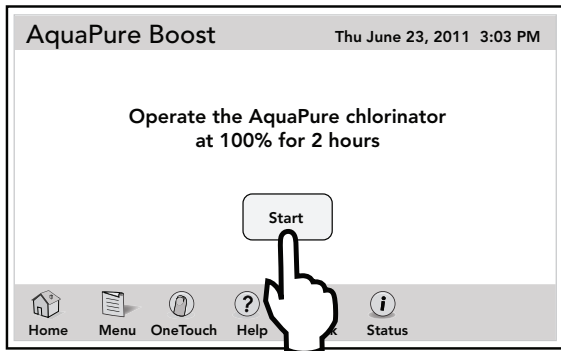 AquaPure Boost
Thu June 23, 2011 3:03 PM
Operate the AquaPure chlorinator
at 100% for 2 hours
Start
Home Menu OneTouch Help Status